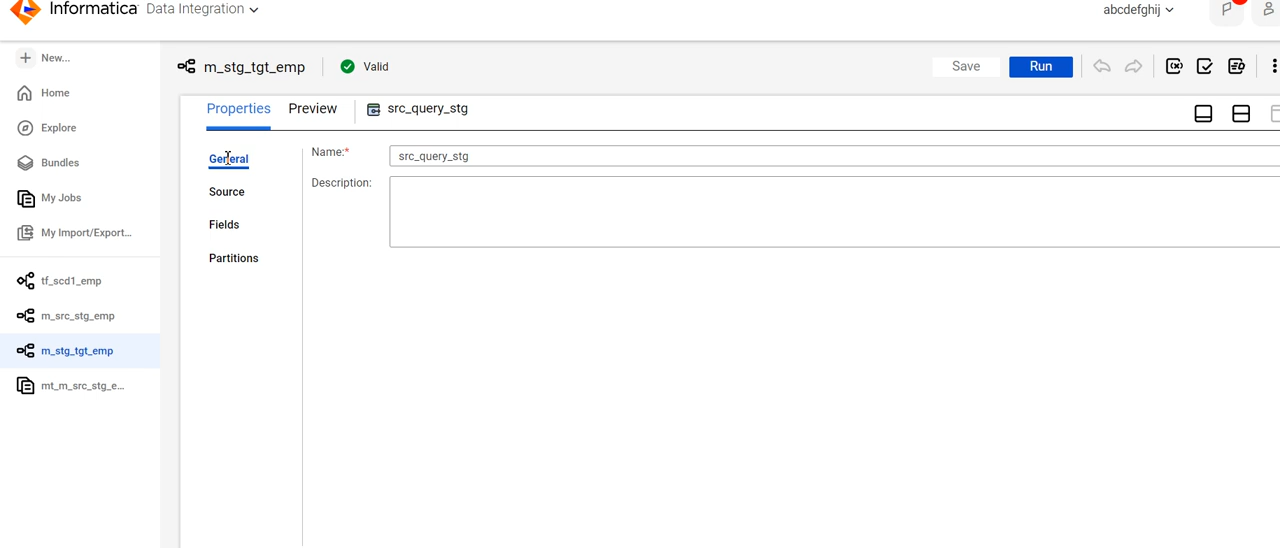 Informatica Data Integration
abcdefghij
New...
m_stg_tgt_emp
Valid
Save
Run
Home
Properties
Preview
src_query_stg
Explore
General
Name:*
src_query_stg
Bundles
Description:
Source
My Jobs
Fields
My Import/Export...
Partitions
tf_scd1_emp
m_src_stg_emp
m_stg_tgt_emp
mt_m_src_stg_e...